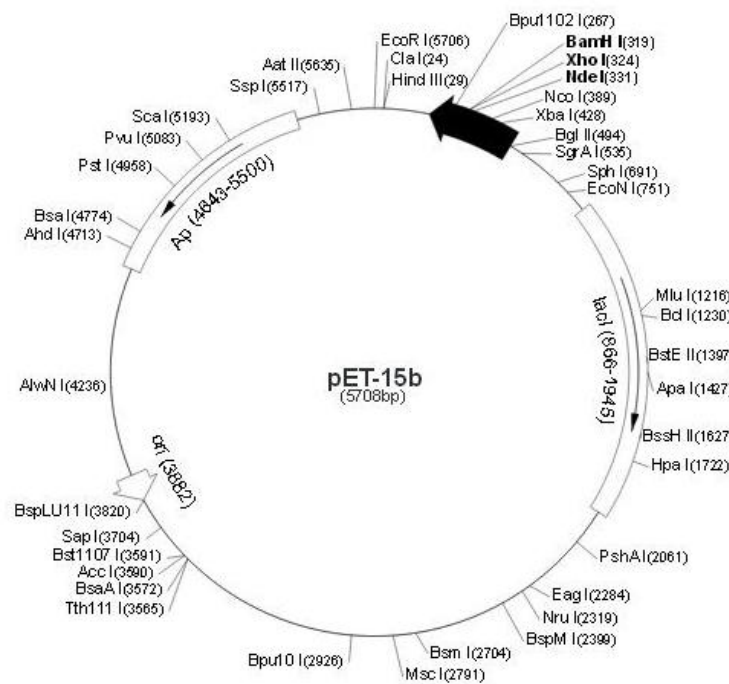 EcoR I(5706)
Cla I(24)
Hind III(29)
Bpu1102 I(267)
BamH I(319)
Xho I(324)
Nde I(331)
Nco I(389)
Xba I(428)
Bgl II(494)
SgrA I(535)
Sph I(691)
EcoN I(751)
lacI (866-1945)
Mlu I(1216)
Bcl I(1230)
BstE II(1397)
Apa I(1427)
BssH II(1627)
Hpa I(1722)
PshA I(2061)
Eag I(2284)
Nru I(2319)
BspM I(2399)
Bsm I(2704)
Msc I(2791)
Bpu10 I(2926)
Tth111 I(3565)
BsaA I(3572)
Acc I(3590)
Bst1107 I(3591)
Sap I(3704)
BspLU11 I(3820)
ori (3882)
AlwN I(4236)
Ahd I(4713)
Bsa I(4774)
Ap (4643-5500)
Pst I(4958)
Pvu I(5083)
Sca I(5193)
Ssp I(5517)
Aat II(5635)
pET-15b
(5708bp)